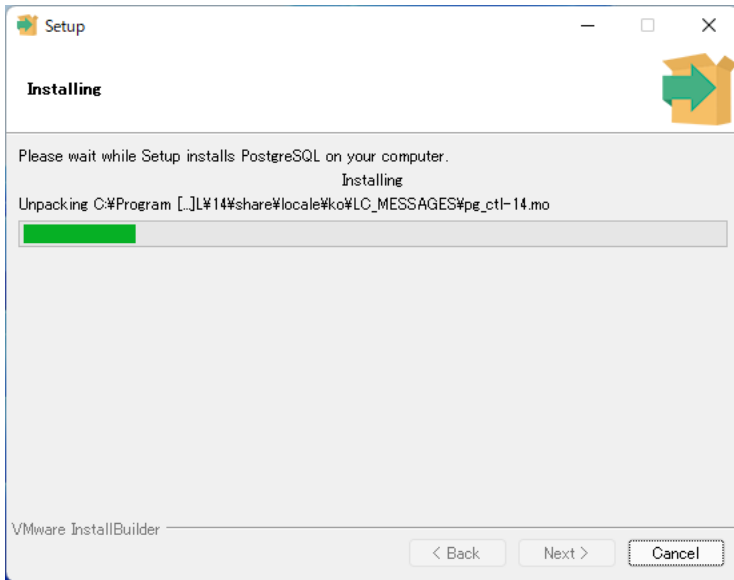 Setup
Installing
Please wait while Setup installs PostgreSQL on your computer.
Installing
Unpacking C:¥Program [...]L¥14¥share¥locale¥ko¥LC_MESSAGES¥pg_ctl-14.mo
VMware InstallBuilder
< Back
Next >
Cancel